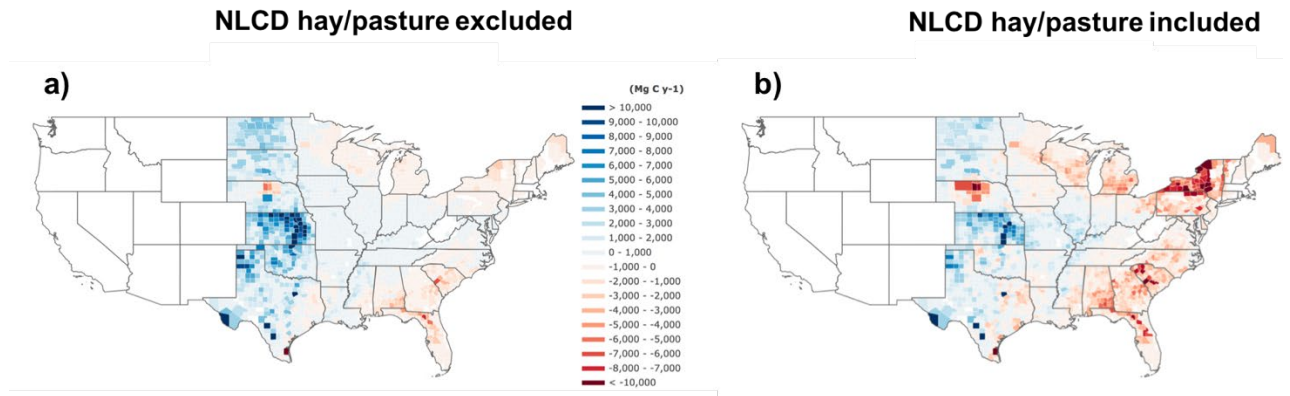 NLCD hay/pasture excluded
NLCD hay/pasture included
a)
b)
(Mg C y-1)
> 10,000
9,000 - 10,000
8,000 - 9,000
7,000 - 8,000
6,000 - 7,000
5,000 - 6,000
4,000 - 5,000
3,000 - 4,000
2,000 - 3,000
1,000 - 2,000
0 - 1,000
-1,000 - 0
-2,000 - -1,000
-3,000 - -2,000
-4,000 - -3,000
-5,000 - -4,000
-6,000 - -5,000
-7,000 - -6,000
-8,000 - -7,000
< -10,000